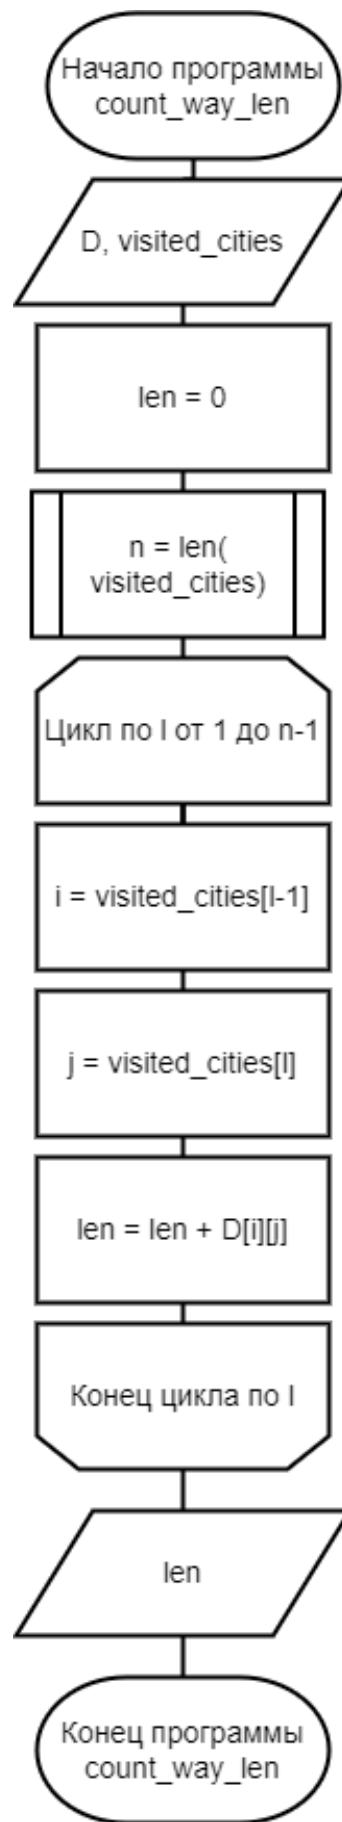 Начало программы
count_way_len
D, visited_cities
len = 0
n = len(
visited_cities)
Цикл по l от 1 до n-1
i = visited_cities[l-1]
j = visited_cities[l]
len = len + D[i][j]
Конец цикла по l
len
Конец программы
count_way_len